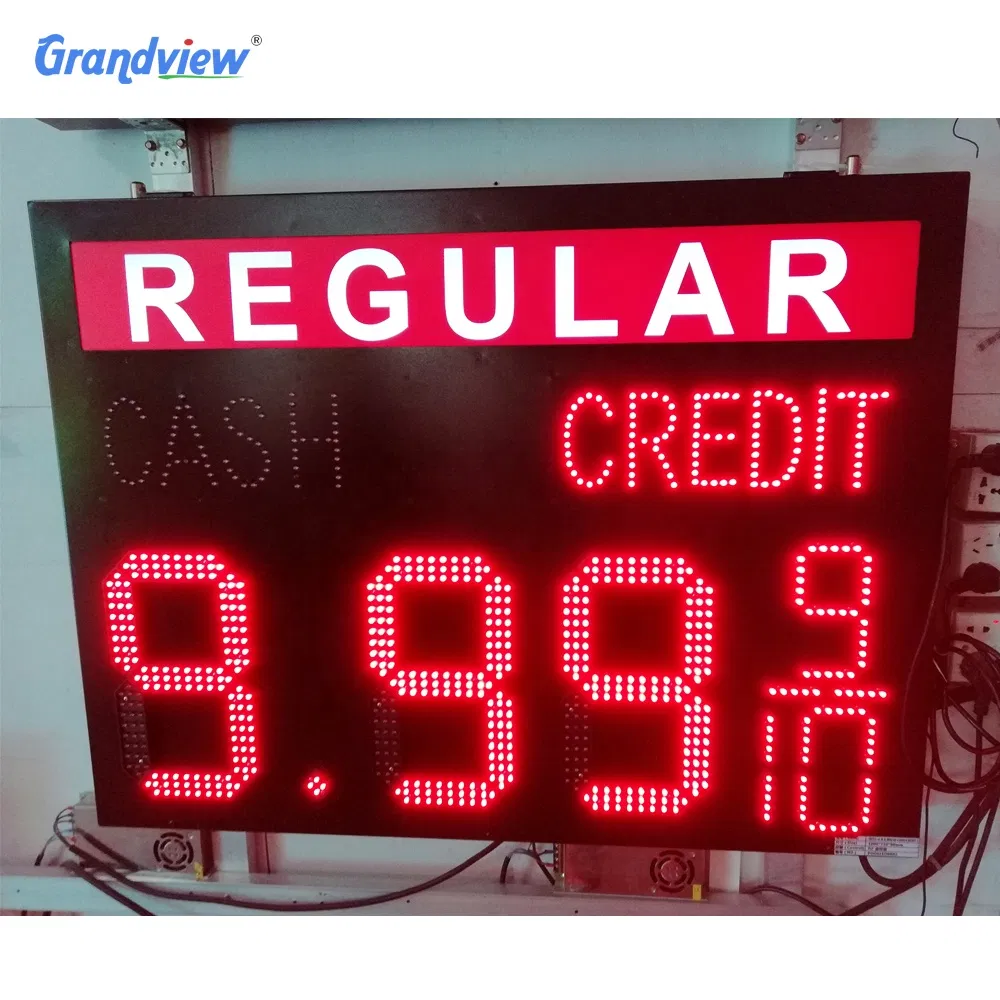 Grandview®
REGULAR
CASH CREDIT
9.99 9/10